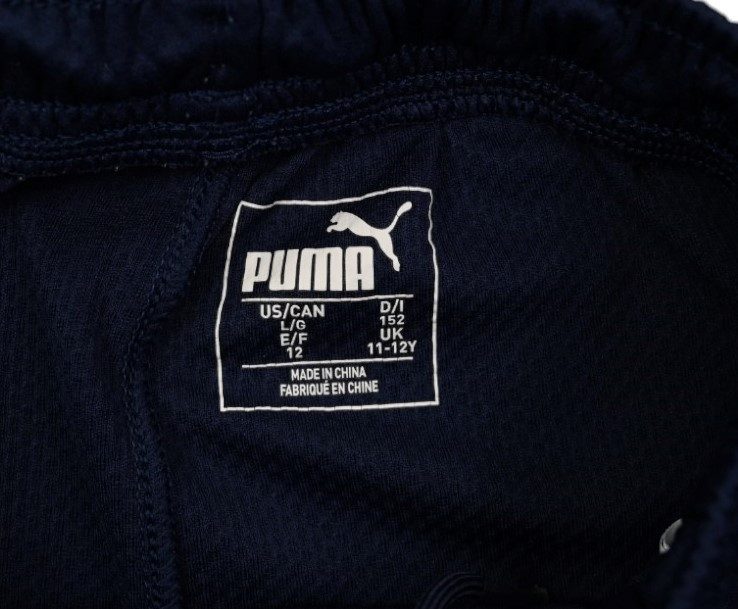 PUMA
US/CAN D/I
L/G 152
E/F UK
12 11-12Y
MADE IN CHINA
FABRIQUÉ EN CHINE